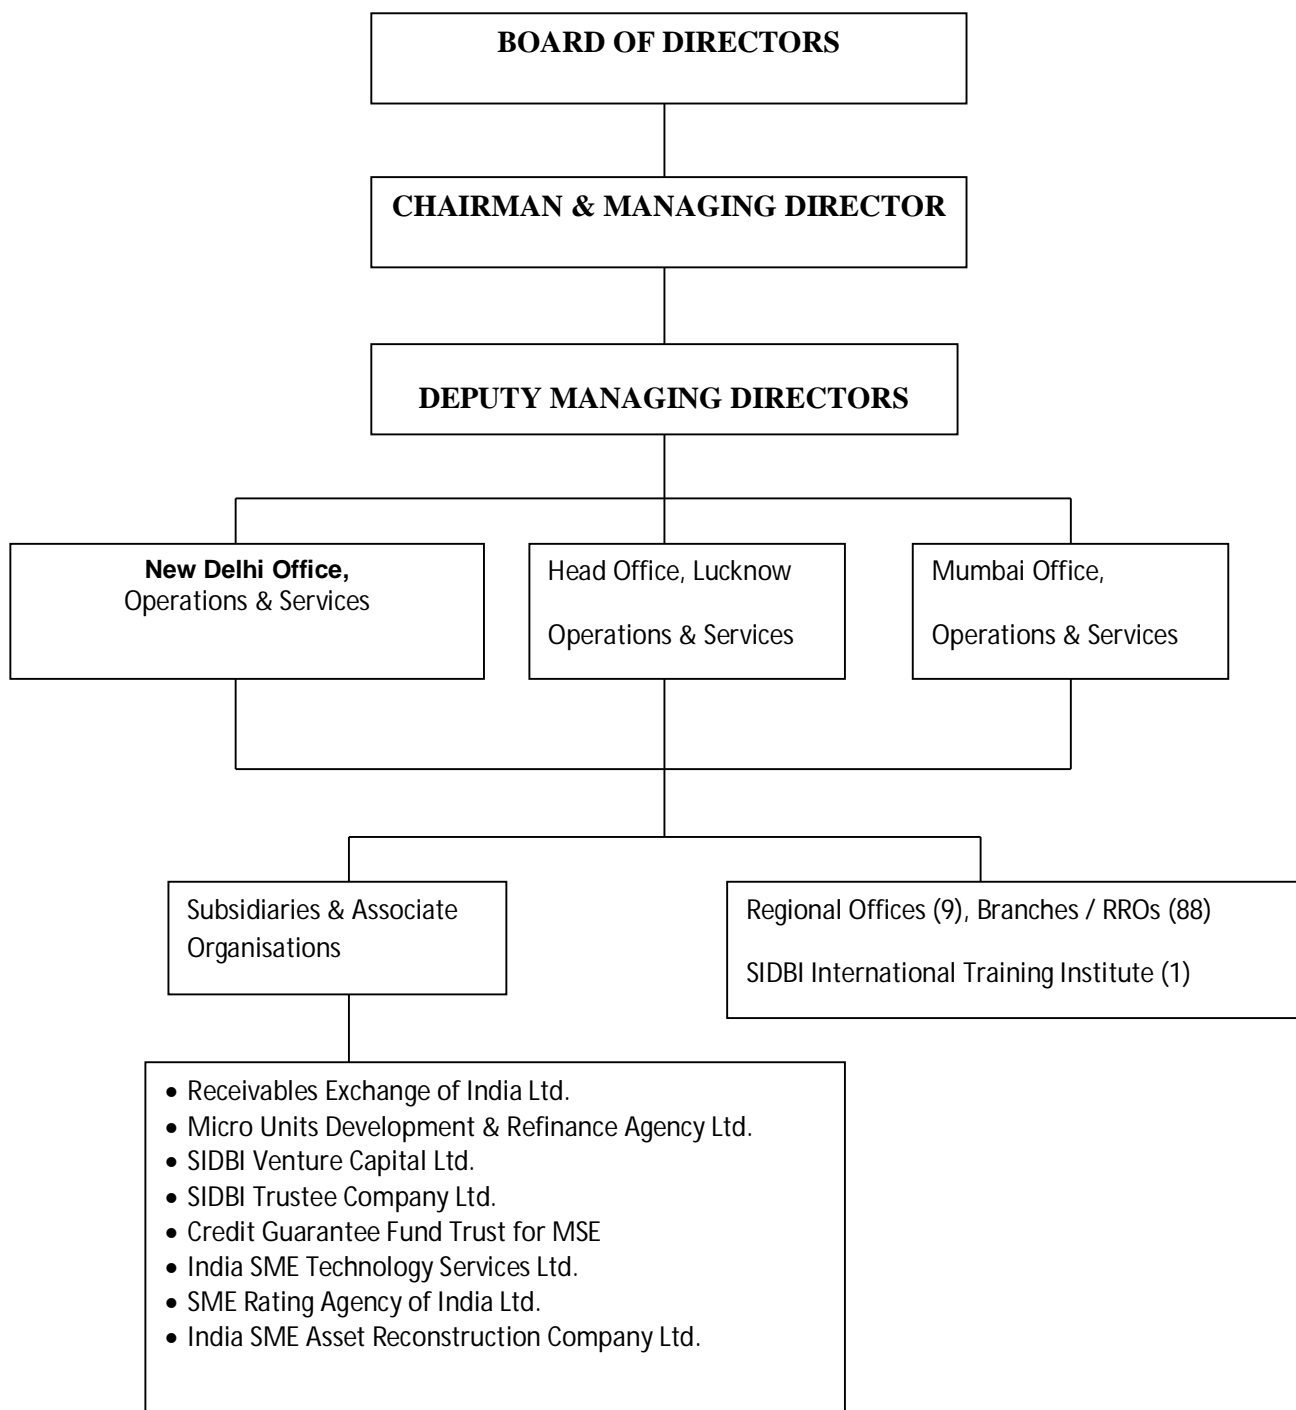 BOARD OF DIRECTORS
CHAIRMAN & MANAGING DIRECTOR
DEPUTY MANAGING DIRECTORS
New Delhi Office,
Operations & Services
Head Office, Lucknow
Operations & Services
Mumbai Office,
Operations & Services
Subsidiaries & Associate
Organisations
Regional Offices (9), Branches / RROs (88)
SIDBI International Training Institute (1)
• Receivables Exchange of India Ltd.
• Micro Units Development & Refinance Agency Ltd.
• SIDBI Venture Capital Ltd.
• SIDBI Trustee Company Ltd.
• Credit Guarantee Fund Trust for MSE
• India SME Technology Services Ltd.
• SME Rating Agency of India Ltd.
• India SME Asset Reconstruction Company Ltd.